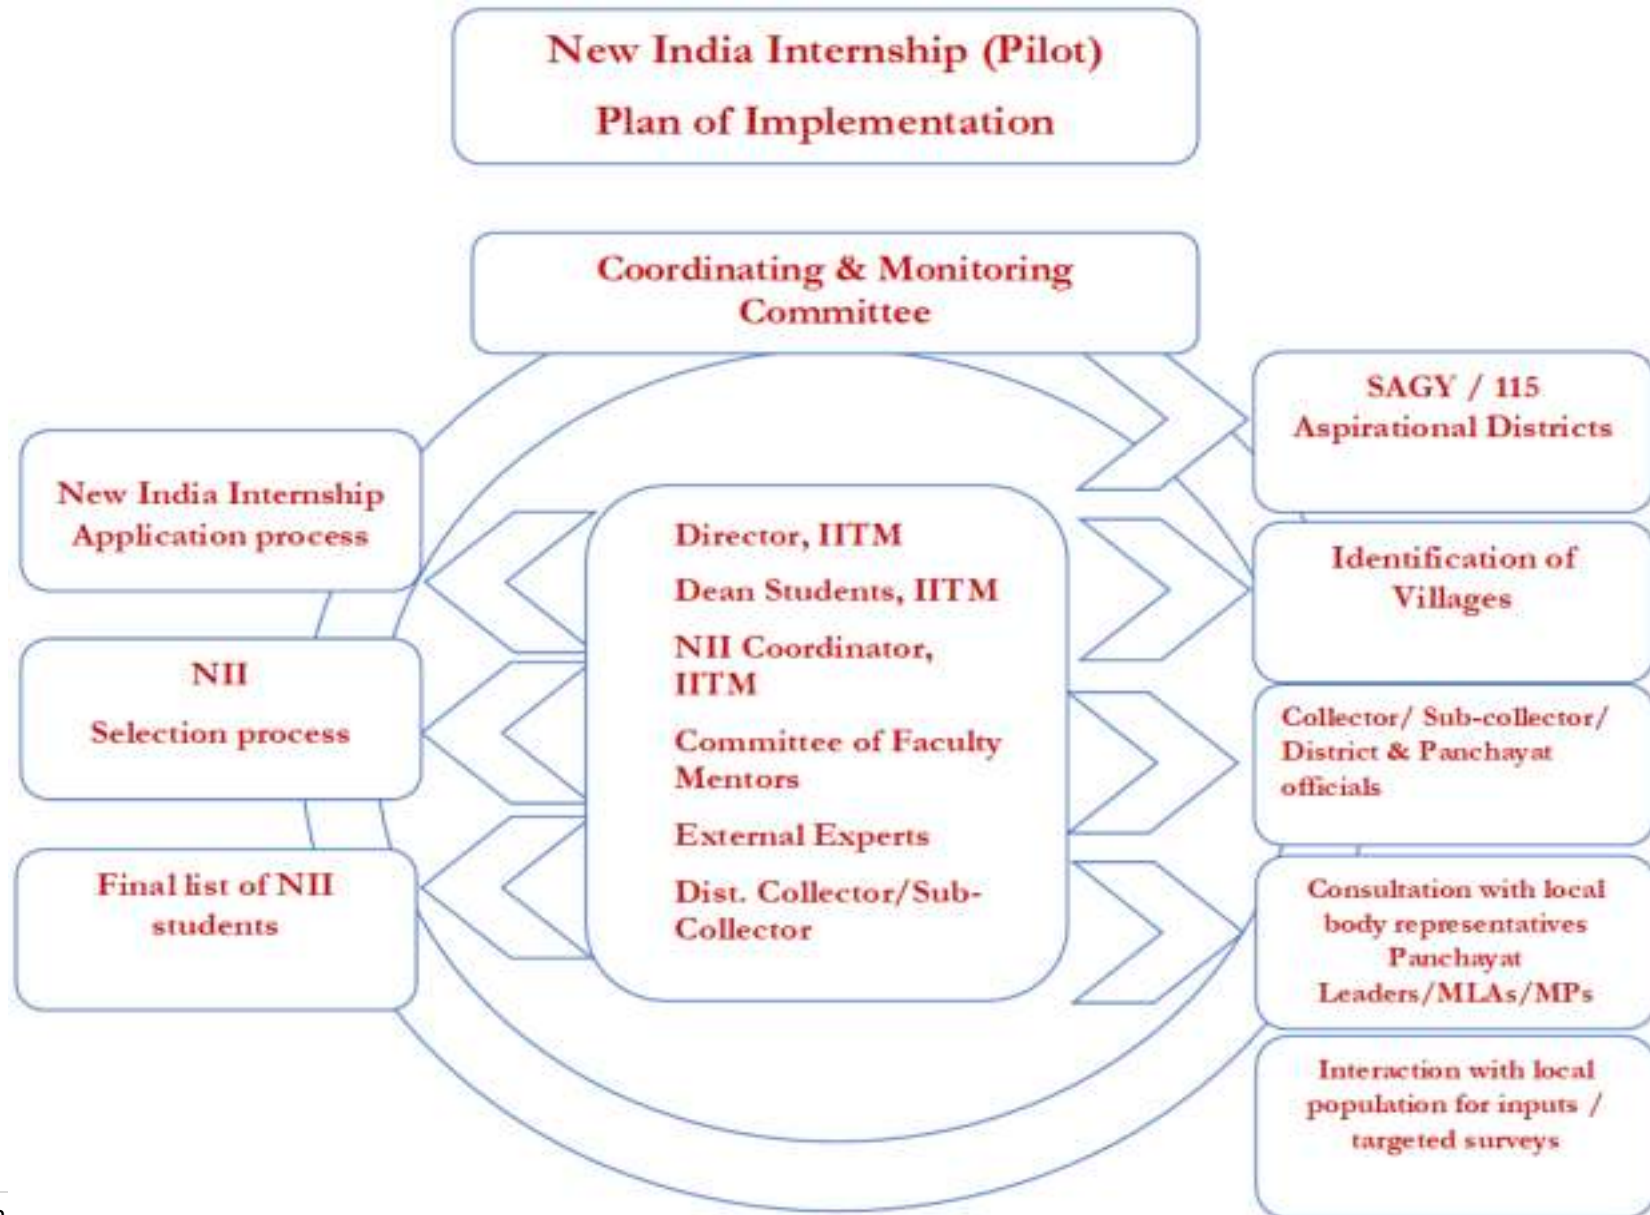 New India Internship (Pilot)
Plan of Implementation
Coordinating & Monitoring
Committee
New India Internship
Application process
NII
Selection process
Final list of NII
students
Director, IITM
Dean Students, IITM
NII Coordinator,
IITM
Committee of Faculty
Mentors
External Experts
Dist. Collector/Sub-
Collector
SAGY / 115
Aspirational Districts
Identification of
Villages
Collector/ Sub-collector/
District & Panchayat
officials
Consultation with local
body representatives
Panchayat
Leaders/MLAs/MPs
Interaction with local
population for inputs /
targeted surveys